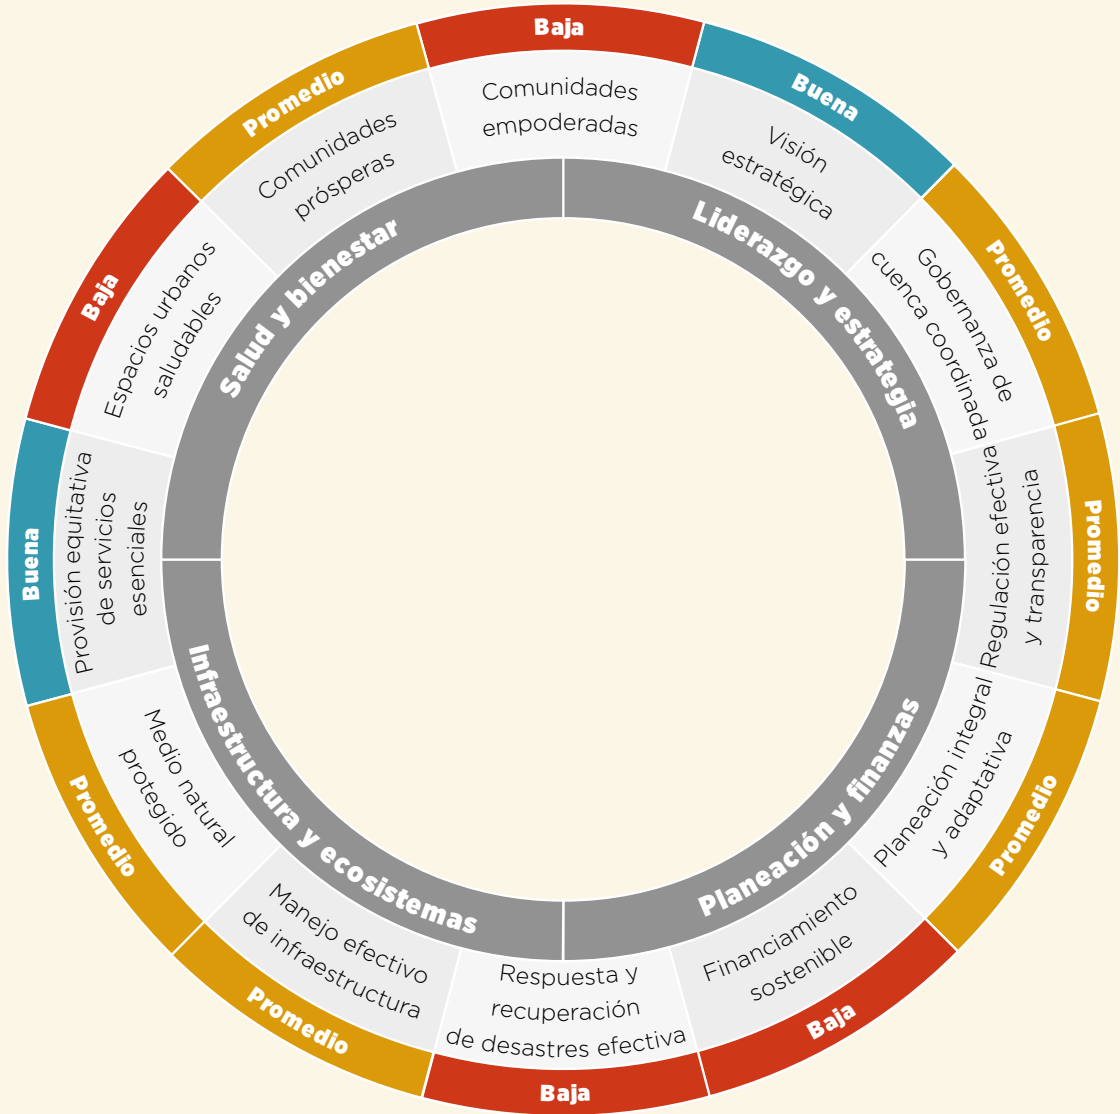 Baja
Comunidades
empoderadas
Buena
Visión
estratégica
Promedio
Gobernanza de
cuenca coordinada
Promedio
Regulación efectiva
y transparencia
Promedio
Planeación integral
y adaptativa
Baja
Financiamiento
sostenible
Baja
Respuesta y
recuperación
de desastres efectiva
Promedio
Manejo efectivo
de infraestructura
Promedio
Medio natural
protegido
Buena
Provisión equitativa
de servicios
esenciales
Baja
Espacios urbanos
saludables
Promedio
Comunidades
prósperas
Liderazgo y estrategia
Planeación y finanzas
Infraestructura y ecosistemas
Salud y bienestar